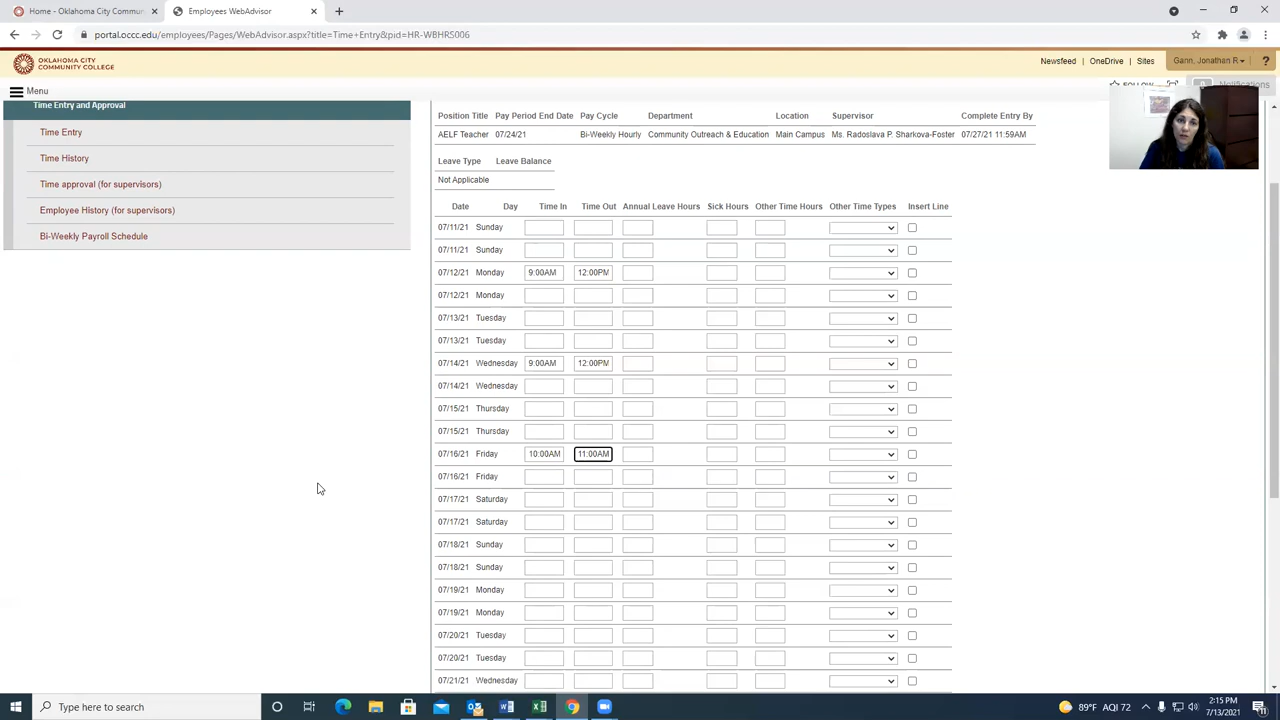 Home - Oklahoma City Commun
Employees WebAdvisor
portal.occc.edu/employees/Pages/WebAdvisor.aspx?title=Time+Entry&pid=HR-WBHRS006
OKLAHOMA CITY
COMMUNITY COLLEGE
Newsfeed OneDrive Sites Gann, Jonathan R ?
Menu
FOLLOW
Notifications
Time Entry and Approval
Time Entry
Time History
Time approval (for supervisors)
Employee History (for supervisors)
Bi-Weekly Payroll Schedule
Position Title Pay Period End Date Pay Cycle Department Location Supervisor Complete Entry By
AELF Teacher 07/24/21 Bi-Weekly Hourly Community Outreach & Education Main Campus Ms. Radoslava P. Sharkova-Foster 07/27/21 11:59AM
Leave Type Leave Balance
Not Applicable
Date Day Time In Time Out Annual Leave Hours Sick Hours Other Time Hours Other Time Types Insert Line
07/11/21 Sunday
07/11/21 Sunday
07/12/21 Monday 9:00AM 12:00PM
07/12/21 Monday
07/13/21 Tuesday
07/13/21 Tuesday
07/14/21 Wednesday 9:00AM 12:00PM
07/14/21 Wednesday
07/15/21 Thursday
07/15/21 Thursday
07/16/21 Friday 10:00AM 11:00AM
07/16/21 Friday
07/17/21 Saturday
07/17/21 Saturday
07/18/21 Sunday
07/18/21 Sunday
07/19/21 Monday
07/19/21 Monday
07/20/21 Tuesday
07/20/21 Tuesday
07/21/21 Wednesday
Type here to search
89°F AQI 72
2:15 PM
7/13/2021